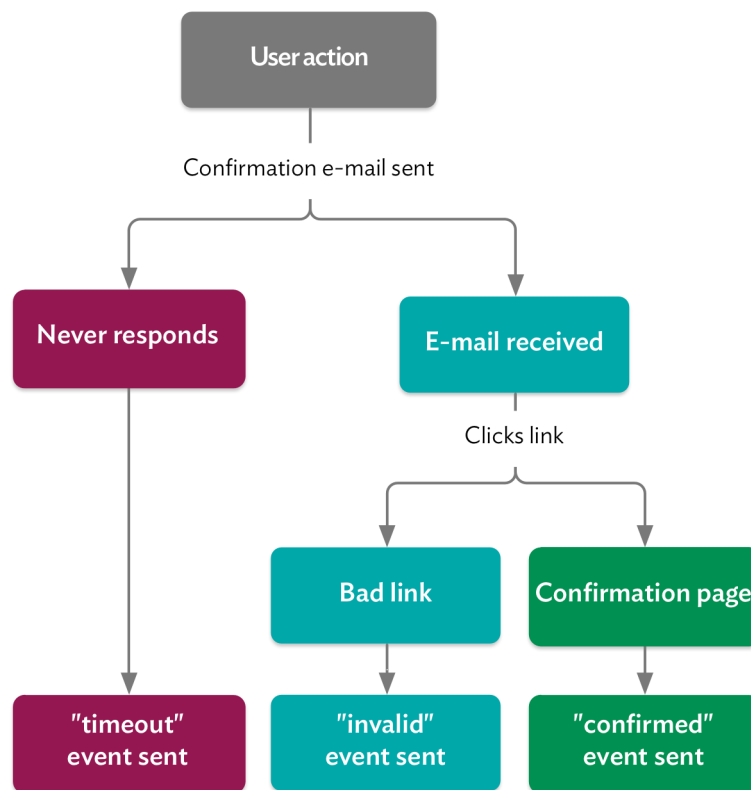 User action
Confirmation e-mail sent
Never responds
E-mail received
Clicks link
Bad link
Confirmation page
"timeout"
event sent
"invalid"
event sent
"confirmed"
event sent